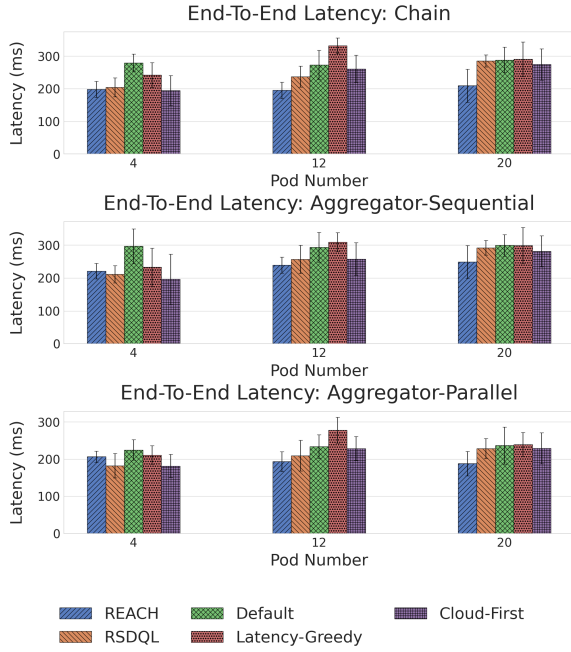 End-To-End Latency: Chain
Latency (ms)
300
200
100
0
4
12
20
Pod Number
End-To-End Latency: Aggregator-Sequential
Latency (ms)
300
200
100
0
4
12
20
Pod Number
End-To-End Latency: Aggregator-Parallel
Latency (ms)
300
200
100
0
4
12
20
Pod Number
REACH
Default
Cloud-First
RSDQL
Latency-Greedy